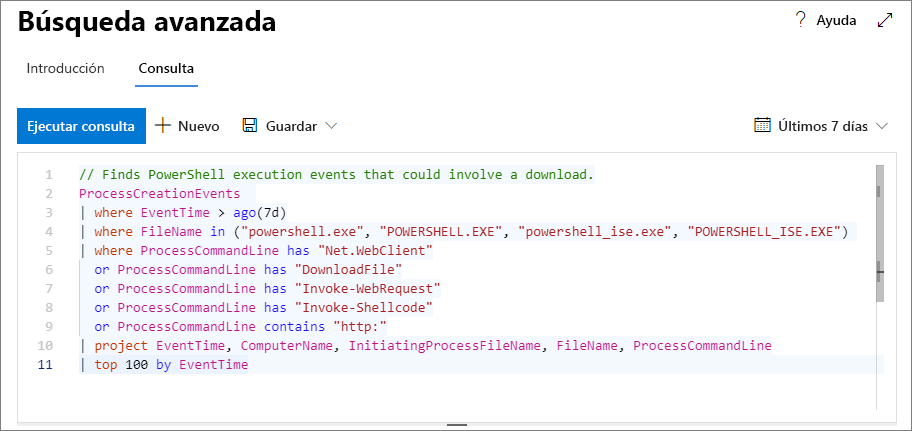 Búsqueda avanzada
? Ayuda
Introducción Consulta
Ejecutar consulta + Nuevo Guardar Últimos 7 días
1 // Finds PowerShell execution events that could involve a download.
2 ProcessCreationEvents
3 | where EventTime > ago(7d)
4 | where FileName in ("powershell.exe", "POWERSHELL.EXE", "powershell_ise.exe", "POWERSHELL_ISE.EXE")
5 | where ProcessCommandLine has "Net.WebClient"
6 or ProcessCommandLine has "DownloadFile"
7 or ProcessCommandLine has "Invoke-WebRequest"
8 or ProcessCommandLine has "Invoke-Shellcode"
9 or ProcessCommandLine contains "http:"
10 | project EventTime, ComputerName, InitiatingProcessFileName, FileName, ProcessCommandLine
11 | top 100 by EventTime